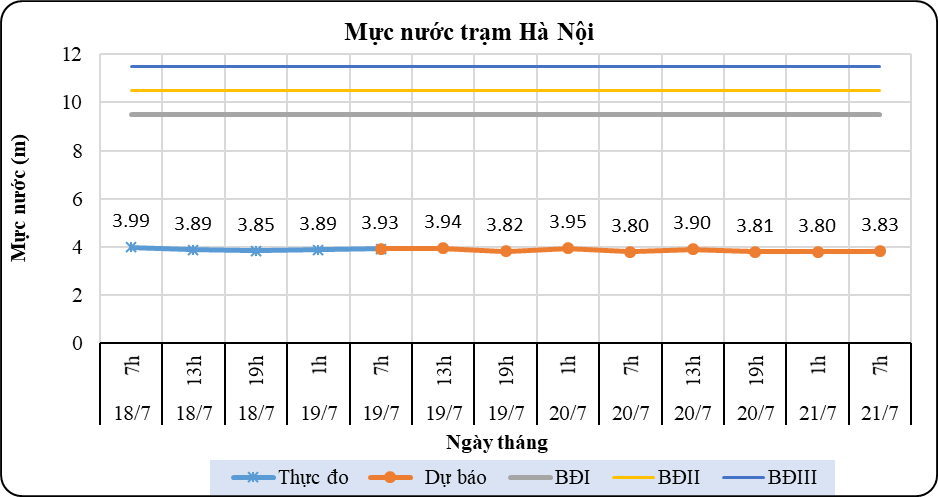 Mực nước trạm Hà Nội
Mực nước (m)
12
10
8
6
4
2
0
3.99 3.89 3.85 3.89 3.93 3.94 3.82 3.95 3.80 3.90 3.81 3.80 3.83
7h 13h 19h 1h 7h 13h 19h 1h 7h 13h 19h 1h 7h
18/7 18/7 18/7 19/7 19/7 19/7 19/7 20/7 20/7 20/7 20/7 21/7 21/7
Ngày tháng
Thực đo Dự báo BĐI BĐII BĐIII